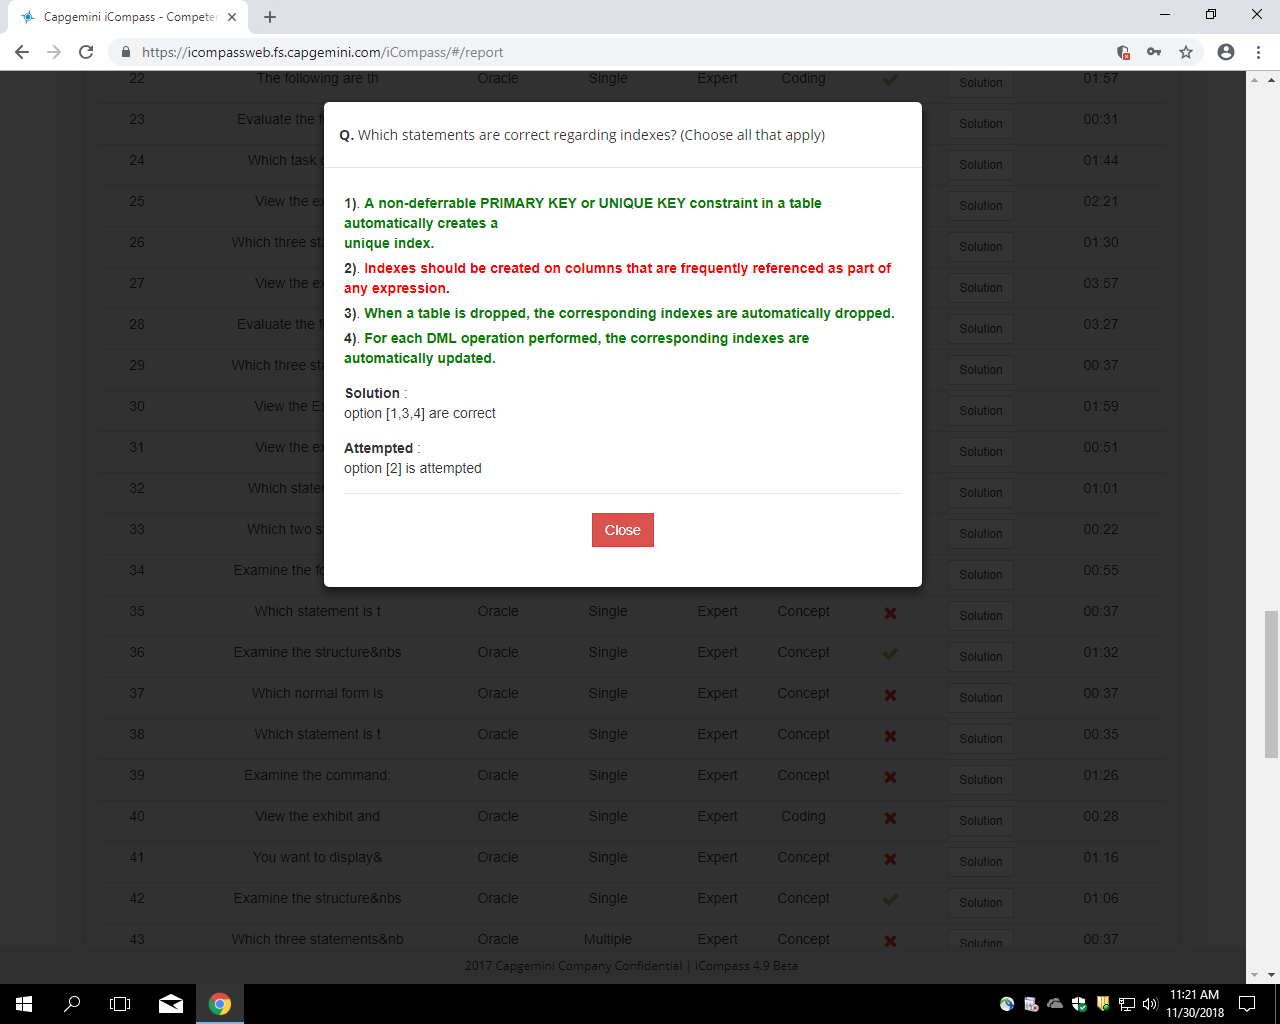 Capgemini iCompass - Competen
https://icompassweb.fs.capgemini.com/iCompass/#/report
22 The following are th Oracle Single Expert Coding Solution 01:57
Q. Which statements are correct regarding indexes? (Choose all that apply)
1). A non-deferrable PRIMARY KEY or UNIQUE KEY constraint in a table
automatically creates a
unique index.
2). Indexes should be created on columns that are frequently referenced as part of
any expression.
3). When a table is dropped, the corresponding indexes are automatically dropped.
4). For each DML operation performed, the corresponding indexes are
automatically updated.
Solution :
option [1,3,4] are correct
Attempted :
option [2] is attempted
Close
23 Evaluate the f Solution 00:31
24 Which task Solution 01:44
25 View the ex Solution 02:21
26 Which three sta Solution 01:30
27 View the ex Solution 03:57
28 Evaluate the f Solution 03:27
29 Which three sta Solution 00:37
30 View the E Solution 01:59
31 View the ex Solution 00:51
32 Which state Solution 01:01
33 Which two s Solution 00:22
34 Examine the fo Solution 00:55
35 Which statement is t Oracle Single Expert Concept Solution 00:37
36 Examine the structure&nbs Oracle Single Expert Concept Solution 01:32
37 Which normal form is Oracle Single Expert Concept Solution 00:37
38 Which statement is t Oracle Single Expert Concept Solution 00:35
39 Examine the command: Oracle Single Expert Concept Solution 01:26
40 View the exhibit and Oracle Single Expert Coding Solution 00:28
41 You want to display& Oracle Single Expert Concept Solution 01:16
42 Examine the structure&nbs Oracle Single Expert Concept Solution 01:06
43 Which three statements&nb Oracle Multiple Expert Concept Solution 00:37
2017 Capgemini Company Confidential | iCompass 4.9 Beta
11:21 AM
11/30/2018